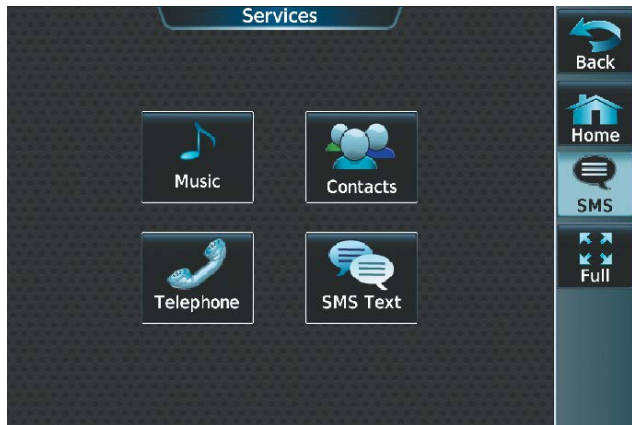 Services
Music
Contacts
Telephone
SMS Text
Back
Home
SMS
Full